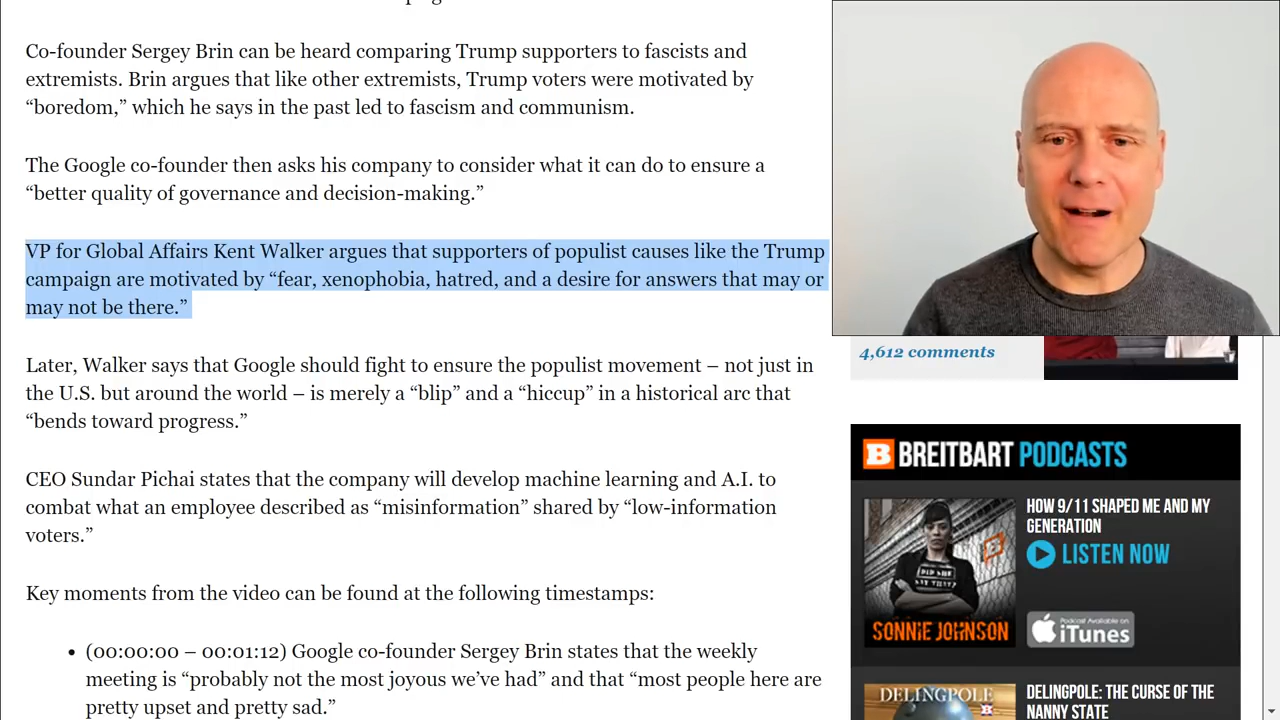 Co-founder Sergey Brin can be heard comparing Trump supporters to fascists and
extremists. Brin argues that like other extremists, Trump voters were motivated by
“boredom,” which he says in the past led to fascism and communism.
The Google co-founder then asks his company to consider what it can do to ensure a
“better quality of governance and decision-making.”
VP for Global Affairs Kent Walker argues that supporters of populist causes like the Trump
campaign are motivated by “fear, xenophobia, hatred, and a desire for answers that may or
may not be there.”
Later, Walker says that Google should fight to ensure the populist movement – not just in
the U.S. but around the world – is merely a “blip” and a “hiccup” in a historical arc that
“bends toward progress.”
CEO Sundar Pichai states that the company will develop machine learning and A.I. to
combat what an employee described as “misinformation” shared by “low-information
voters.”
Key moments from the video can be found at the following timestamps:
• (00:00:00 – 00:01:12) Google co-founder Sergey Brin states that the weekly
meeting is “probably not the most joyous we’ve had” and that “most people here are
pretty upset and pretty sad.”
4,612 comments
B BREITBART PODCASTS
HOW 9/11 SHAPED ME AND MY
GENERATION
LISTEN NOW
SONNIE JOHNSON
Podcast Available on
iTunes
DELINGPOLE
DELINGPOLE: THE CURSE OF THE
NANNY STATE